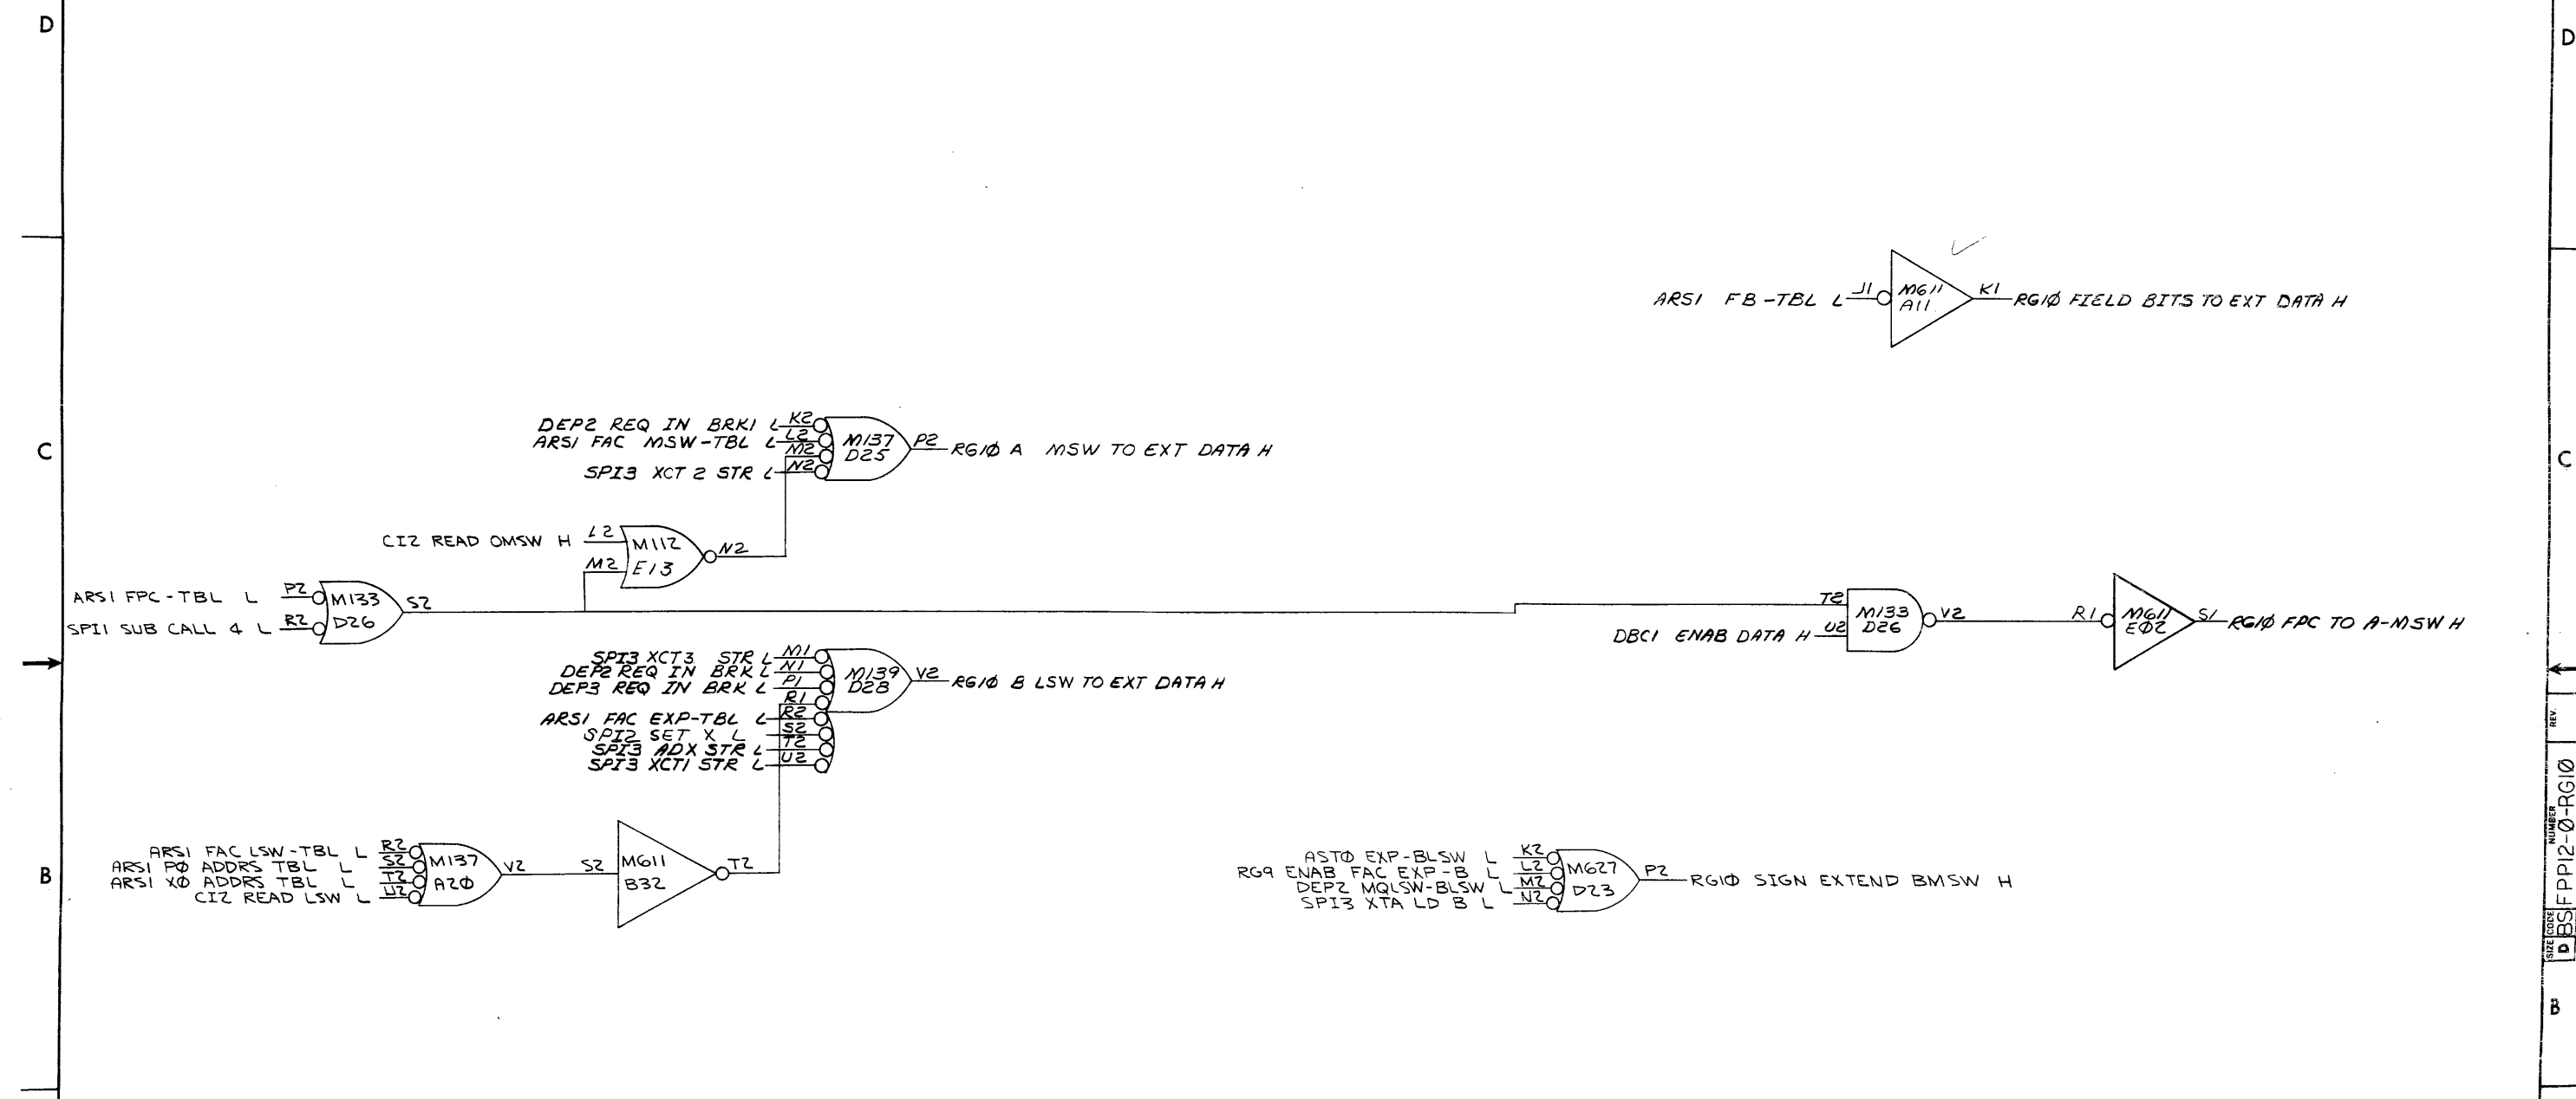 D
D
ARS1 FB-TBL L J1 M611 A11 K1 RG1Ø FIELD BITS TO EXT DATA H
C
C
DEP2 REQ IN BRK1 L K2
ARS1 FAC MSW-TBL L L2
M2
SPI3 XCT 2 STR L N2
M137
D25
P2 RG1Ø A MSW TO EXT DATA H
CI2 READ OMSW H L2
M2
M112
E13
N2
ARS1 FPC-TBL L P2
SPI1 SUB CALL 4 L R2
M133
D26
S2
T2
DBC1 ENAB DATA H U2
M133
D26
V2
R1
M611
EØ2
S1 RG1Ø FPC TO A-MSW H
SPI3 XCT3 STR L M1
DEP2 REQ IN BRK L N1
DEP3 REQ IN BRK L P1
R1
ARS1 FAC EXP-TBL L R2
SPI2 SET X L S2
SPI3 ADX STR L T2
SPI3 XCT1 STR L U2
M139
D28
V2 RG1Ø B LSW TO EXT DATA H
B
ARS1 FAC LSW-TBL L R2
ARS1 PØ ADDRS TBL L S2
ARS1 XØ ADDRS TBL L T2
CI2 READ LSW L U2
M137
A2Ø
V2
S2
M611
B32
T2
ASTØ EXP-BLSW L K2
RG9 ENAB FAC EXP-B L L2
DEP2 MQLSW-BLSW L M2
SPI3 XTA LD B L N2
M627
D23
P2 RG1Ø SIGN EXTEND BMSW H
REV.
NUMBER
FPP12-Ø-RG1Ø
CODE
BS
SIZE
D
B